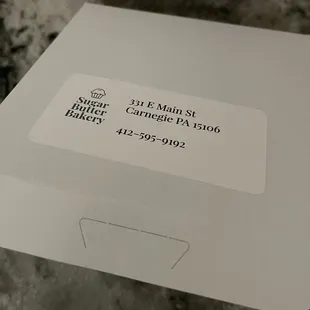 Sugar
Butter
Bakery
331 E Main St
Carnegie PA 15106
412-595-9192